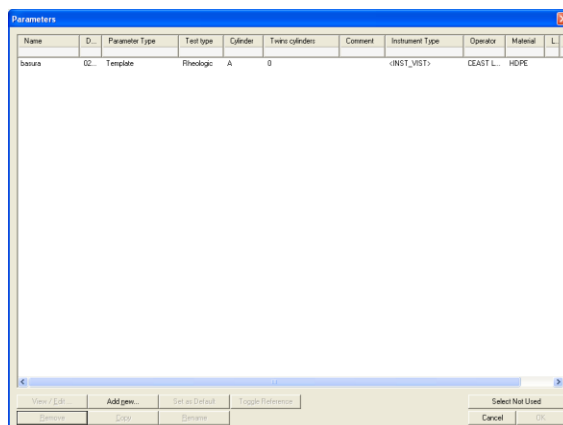 Parameters
Name D... Parameter Type Test type Cylinder Twins cylinders Comment Instrument Type Operator Material L..
basura 02... Template Rheologic A 0 <INST_VIST> CEAST L... HDPE
View / Edit... Add new... Set as Default Toggle Reference Select Not Used
Remove Copy Rename Cancel OK